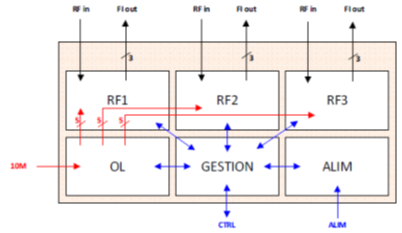 RF in FI out RF in FI out RF in FI out
3 3 3
RF1 RF2 RF3
5 5 5
10M OL GESTION ALIM
CTRL ALIM